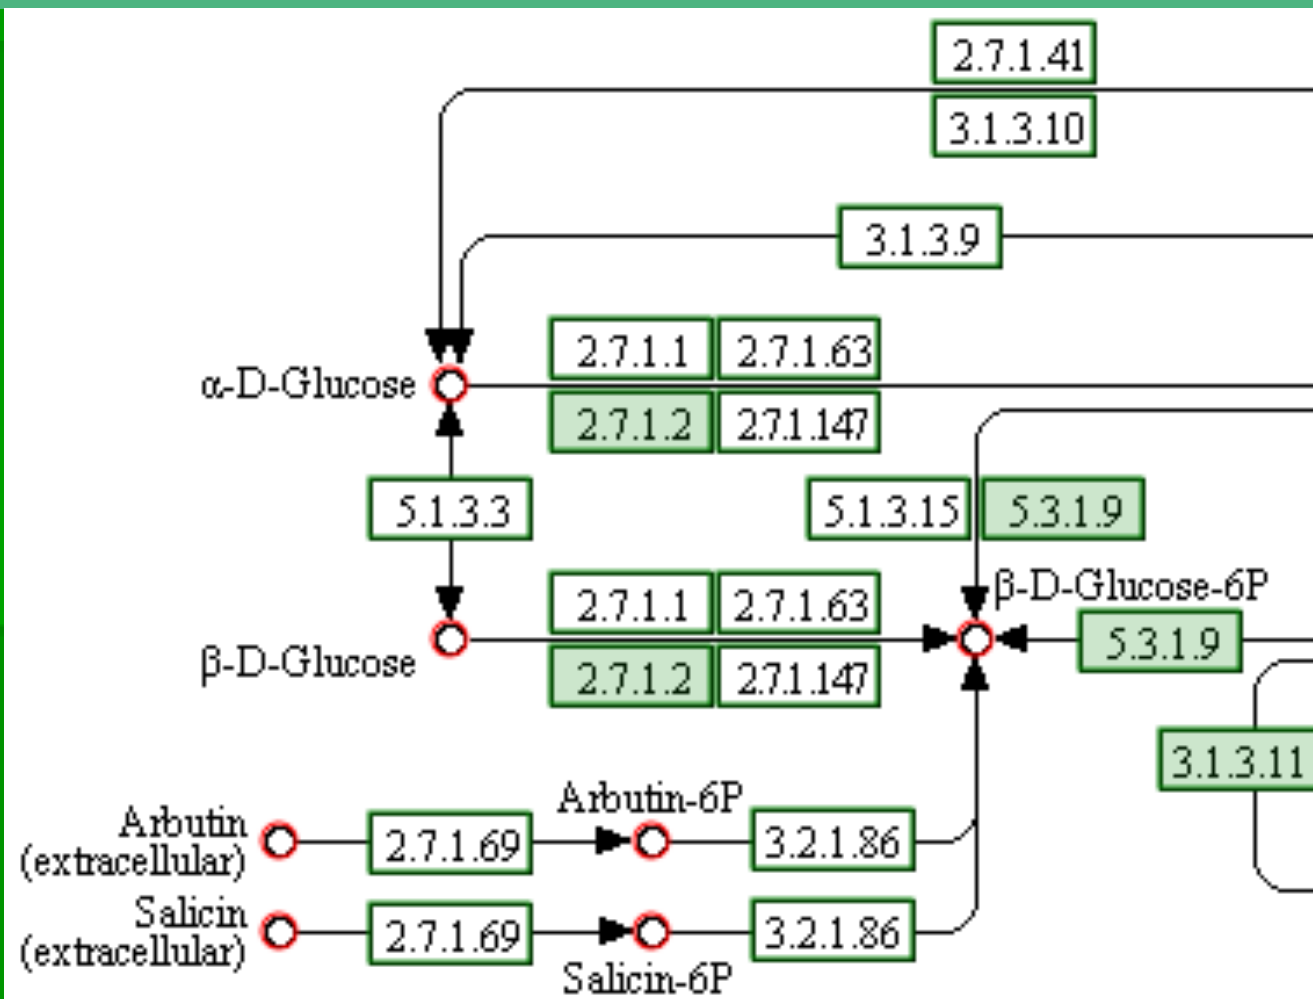 2.7.1.41
3.1.3.10
3.1.3.9
2.7.1.1
2.7.1.63
α-D-Glucose
2.7.1.2
2.7.1.147
5.1.3.3
5.1.3.15
5.3.1.9
β-D-Glucose-6P
2.7.1.1
2.7.1.63
5.3.1.9
β-D-Glucose
2.7.1.2
2.7.1.147
3.1.3.11
Arbutin-6P
Arbutin
(extracellular)
2.7.1.69
3.2.1.86
Salicin
(extracellular)
2.7.1.69
3.2.1.86
Salicin-6P